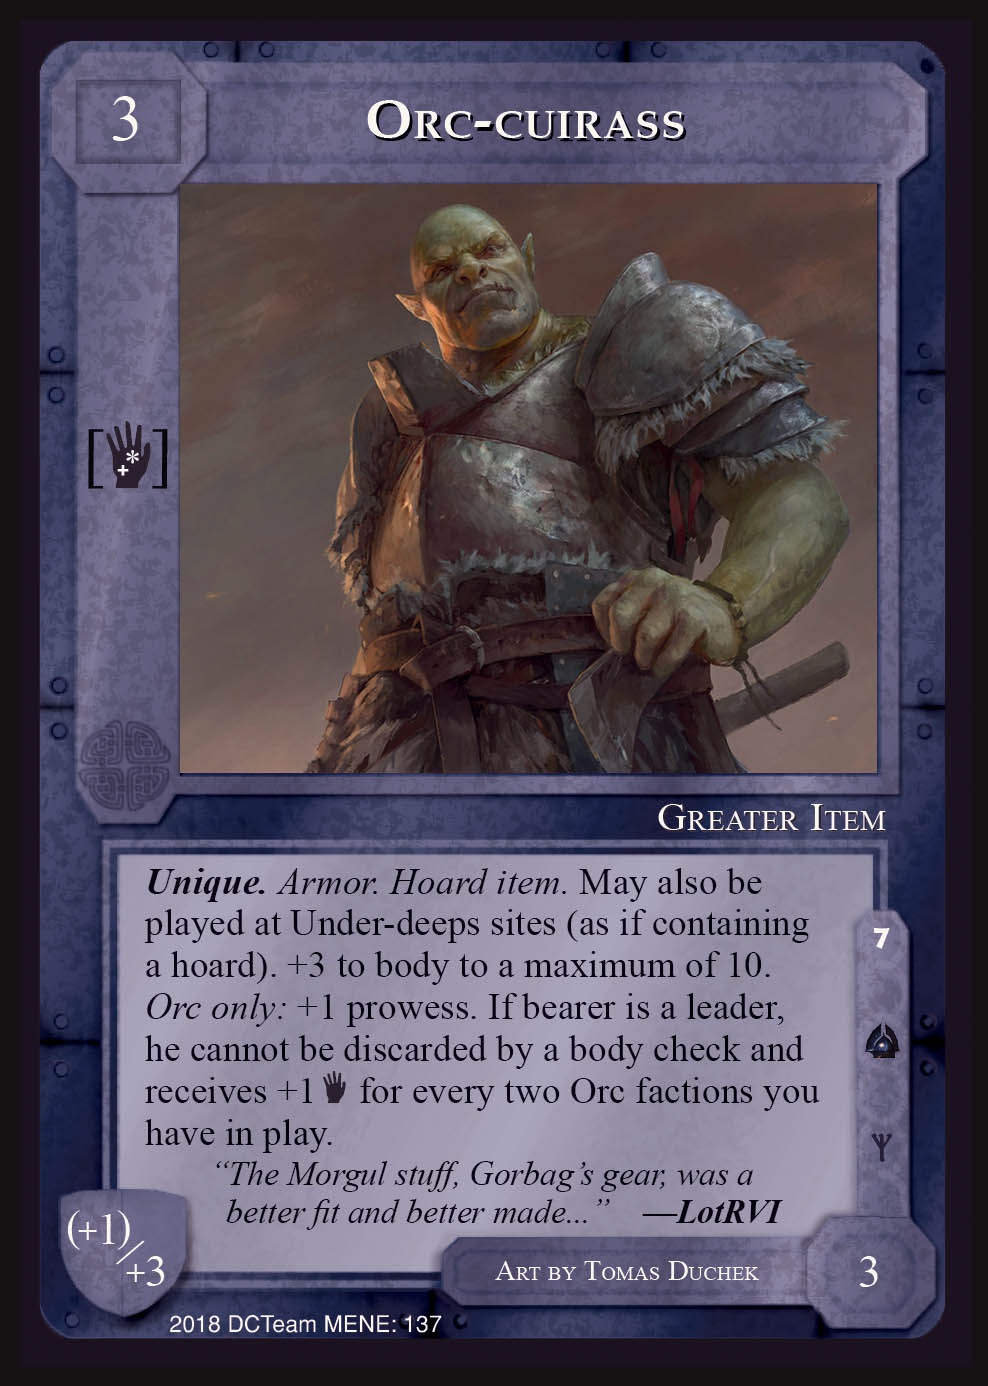 3
Orc-cuirass
[+*]
Greater Item
Unique. Armor. Hoard item. May also be
played at Under-deeps sites (as if containing
a hoard). +3 to body to a maximum of 10.
Orc only: +1 prowess. If bearer is a leader,
he cannot be discarded by a body check and
receives +1 for every two Orc factions you
have in play.
“The Morgul stuff, Gorbag’s gear, was a
better fit and better made...” —LotRVI
7
(+1)/+3
Art by Tomas Duchek
3
2018 DCTeam MENE: 137